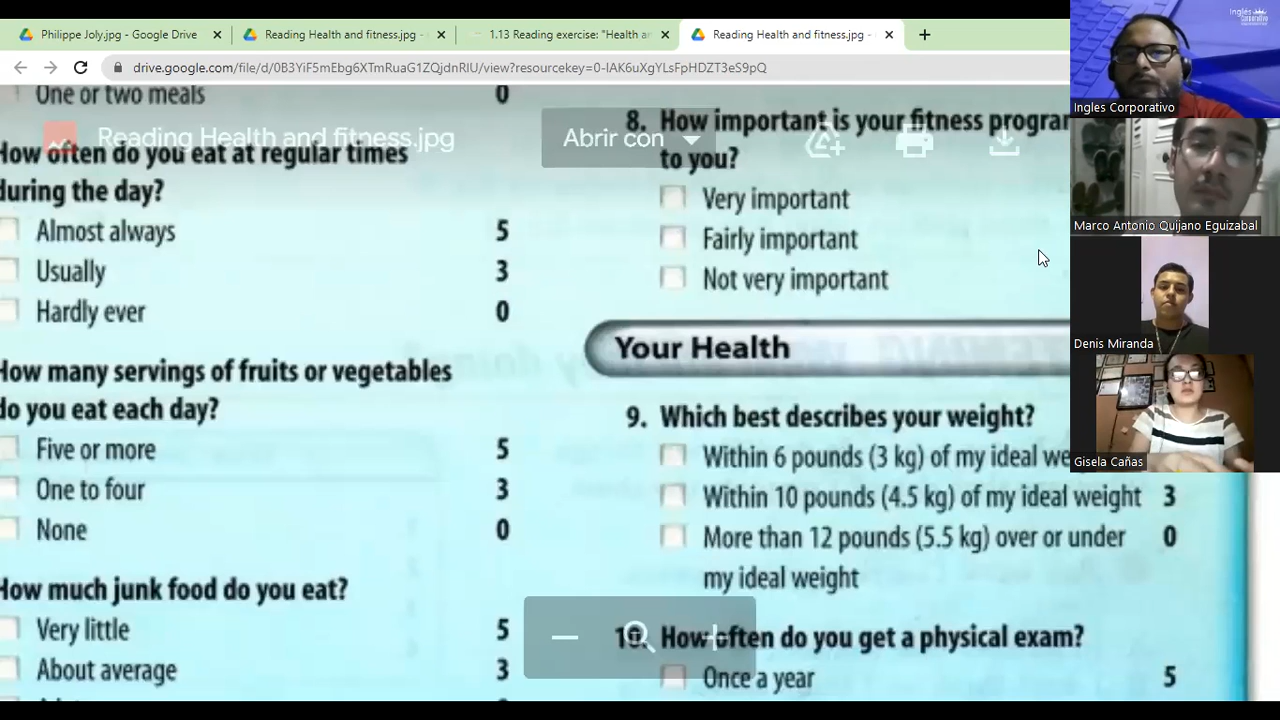 Philippe Joly.jpg - Google Drive
Reading Health and fitness.jpg -
1.13 Reading exercise: "Health a
Reading Health and fitness.jpg -
drive.google.com/file/d/0B3YiF5mEbg6XTmRuaG1ZQjdnRlU/view?resourcekey=0-IAK6uXgYLsFpHDZT3eS9pQ
Reading Health and fitness.jpg
Abrir con
One or two meals 0
How often do you eat at regular times
during the day?
Almost always 5
Usually 3
Hardly ever 0
How many servings of fruits or vegetables
do you eat each day?
Five or more 5
One to four 3
None 0
How much junk food do you eat?
Very little 5
About average 3
8. How important is your fitness program
to you?
Very important
Fairly important
Not very important
Your Health
9. Which best describes your weight?
Within 6 pounds (3 kg) of my ideal we
Within 10 pounds (4.5 kg) of my ideal weight 3
More than 12 pounds (5.5 kg) over or under 0
my ideal weight
10. How often do you get a physical exam?
Once a year 5
Ingles
Corporativo
Ingles Corporativo
Marco Antonio Quijano Eguizabal
Denis Miranda
Gisela Cañas